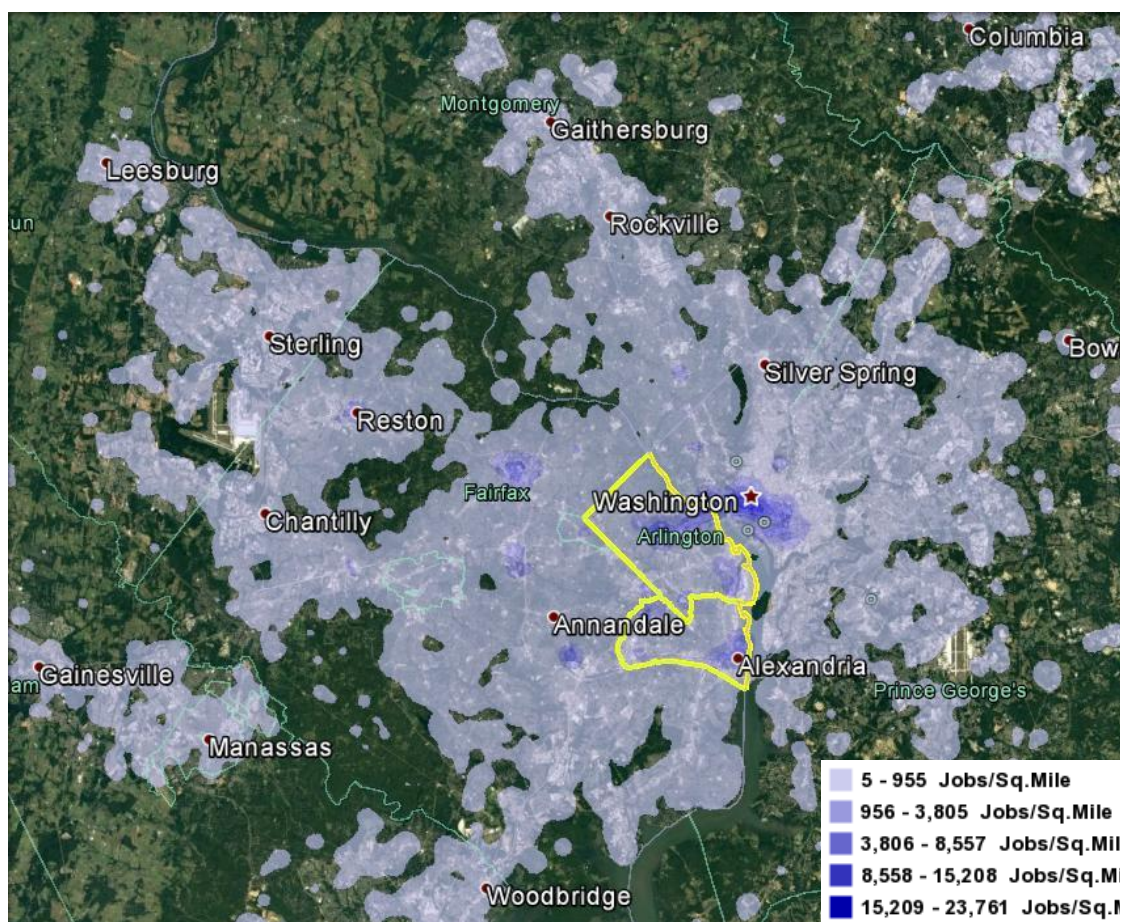 Columbia
Montgomery
Gaithersburg
Leesburg
un
Rockville
Sterling
Silver Spring
Bow
Reston
Fairfax
Washington
Chantilly
Arlington
Annandale
Alexandria
Gainesville
am
Prince George's
Manassas
Woodbridge
5 - 955 Jobs/Sq.Mile
956 - 3,805 Jobs/Sq.Mile
3,806 - 8,557 Jobs/Sq.Mil
8,558 - 15,208 Jobs/Sq.Mi
15,209 - 23,761 Jobs/Sq.M